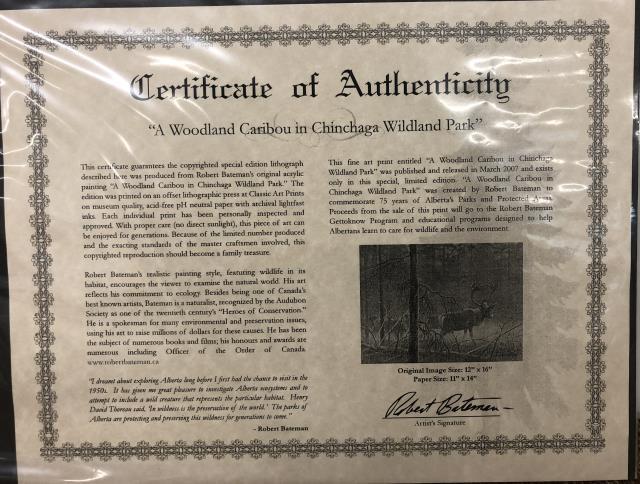 Certificate of Authenticity
"A Woodland Caribou in Chinchaga Wildland Park"
This certificate guarantees the copyrighted special edition lithograph
described here was produced from Robert Bateman's original acrylic
painting "A Woodland Caribou in Chinchaga Wildland Park." The
edition was printed on an offset lithographic press at Classic Art Prints
on museum quality, acid-free pH neutral paper with archival lightfast
inks. Each individual print has been personally inspected and
approved. With proper care (no direct sunlight), this piece of art can
be enjoyed for generations. Because of the limited number produced
and the exacting standards of the master craftsmen involved, this
copyrighted reproduction should become a family treasure.
Robert Bateman's realistic painting style, featuring wildlife in its
habitat, encourages the viewer to examine the natural world. His art
reflects his commitment to ecology. Besides being one of Canada's
best known artists, Bateman is a naturalist, recognized by the Audubon
Society as one of the twentieth century's "Heroes of Conservation."
He is a spokesman for many environmental and preservation issues,
using his art to raise millions of dollars for these causes. He has been
the subject of numerous books and films; his honours and awards are
numerous including Officer of the Order of Canada.
www.robertbateman.ca
"I dreamt about exploring Alberta long before I first had the chance to visit in the
1950s. It has given me great pleasure to investigate Alberta ecosystems and to
attempt to include a wild creature that represents the particular habitat. Henry
David Thoreau said, 'In wildness is the preservation of the world.' The parks of
Alberta are protecting and preserving this wildness for generations to come."
- Robert Bateman
This fine art print entitled "A Woodland Caribou in Chinchaga
Wildland Park" was published and released in March 2007 and exists
only in this special, limited edition. "A Woodland Caribou in
Chinchaga Wildland Park" was created by Robert Bateman to
commemorate 75 years of Alberta's Parks and Protected Areas.
Proceeds from the sale of this print will go to the Robert Bateman
Gettoknow Program and educational programs designed to help
Albertans learn to care for wildlife and the environment.
Original Image Size: 12" x 16"
Paper Size: 11" x 14"
Robert Bateman
Artist's Signature